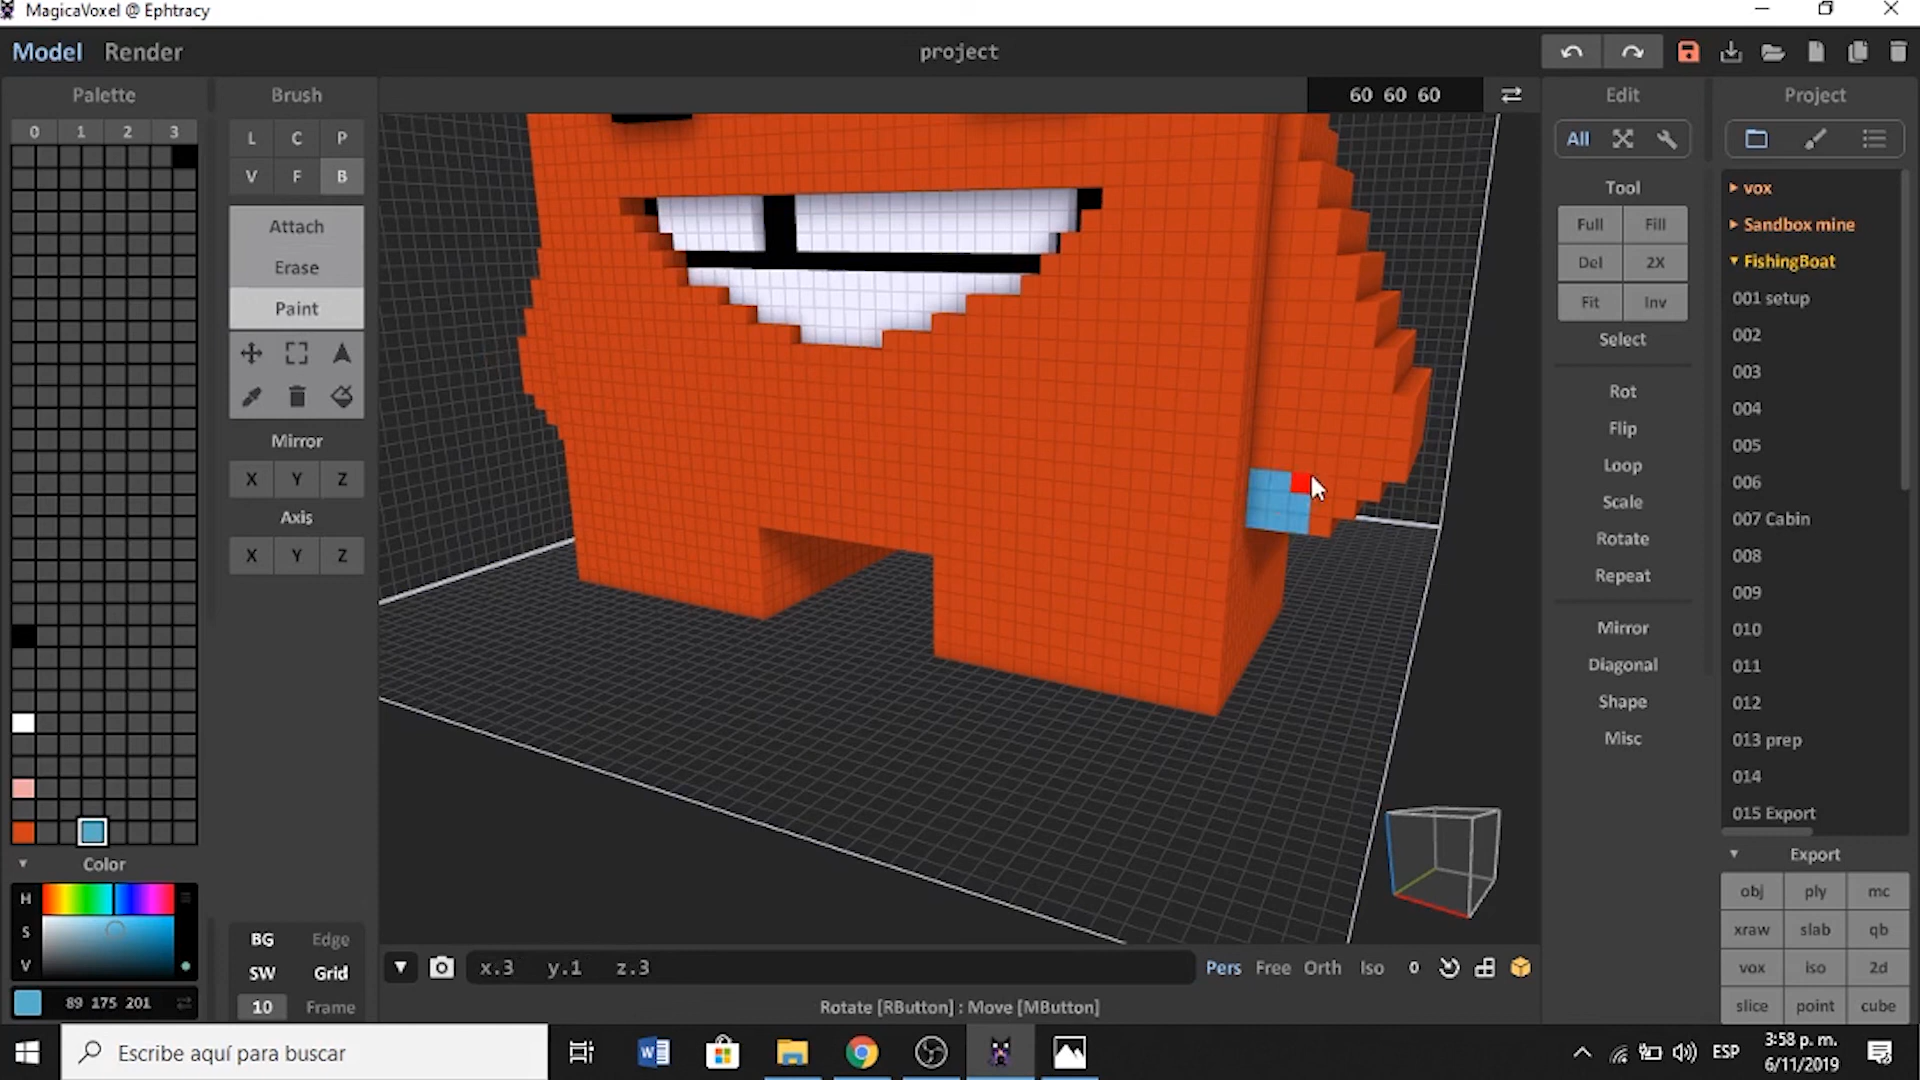 MagicaVoxel @ Ephtracy
Model Render project
60 60 60
Palette Brush Edit Project
0 1 2 3
L C P
V F B
Attach
Erase
Paint
Mirror
X Y Z
Axis
X Y Z
All
Tool
Full Fill
Del 2X
Fit Inv
Select
Rot
Flip
Loop
Scale
Rotate
Repeat
Mirror
Diagonal
Shape
Misc
vox
Sandbox mine
FishingBoat
001 setup
002
003
004
005
006
007 Cabin
008
009
010
011
012
013 prep
014
015 Export
Export
obj ply mc
xraw slab qb
vox iso 2d
slice point cube
Color
H
S
V
89 175 201
BG Edge
SW Grid
10 Frame
x.3 y.1 z.3
Pers Free Orth Iso 0
Rotate [RButton] : Move [MButton]
Escribe aquí para buscar
ESP
3:58 p. m.
6/11/2019